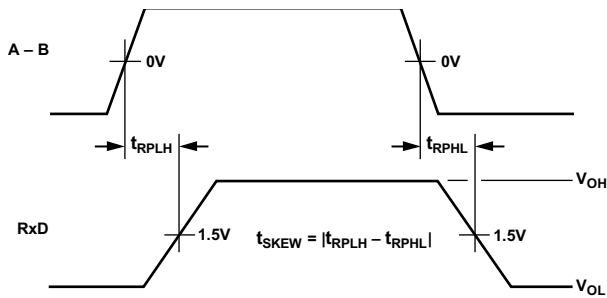 A – B
0V
0V
tRPLH
tRPHL
VOH
RxD
1.5V
tSKEW = |tRPLH – tRPHL|
1.5V
VOL